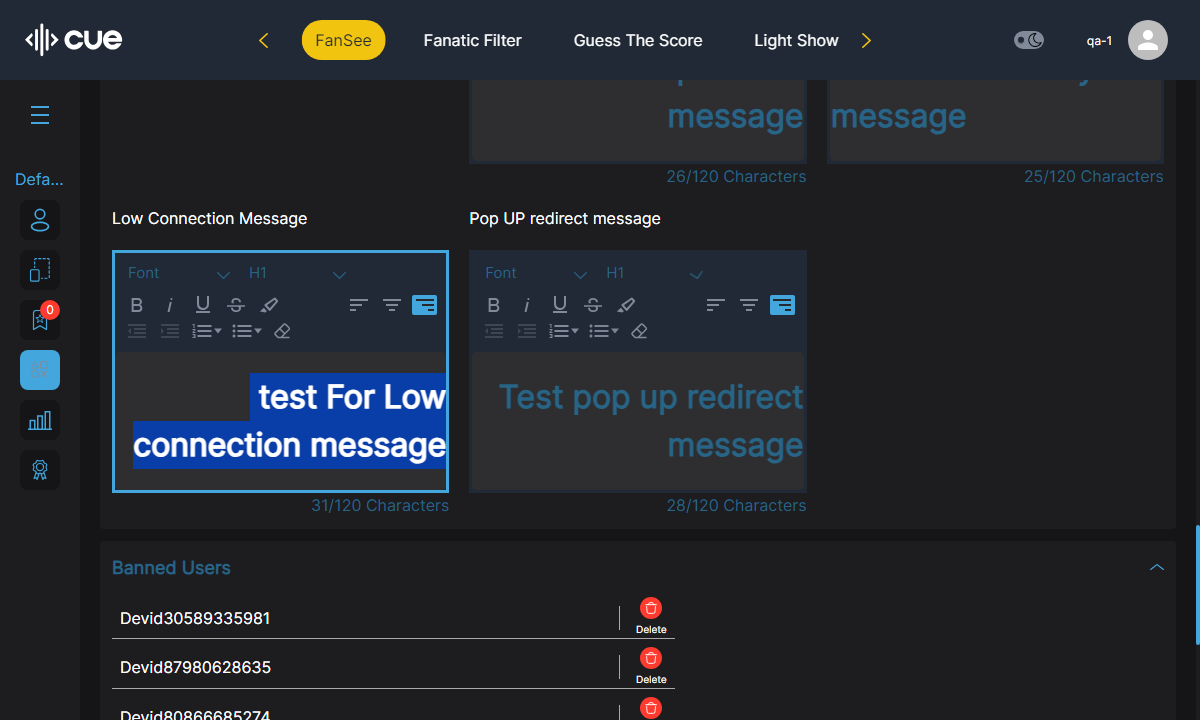 cue
FanSee
Fanatic Filter
Guess The Score
Light Show
qa-1
message
message
26/120 Characters
25/120 Characters
Defa...
0
Low Connection Message
Pop UP redirect message
Font
H1
Font
H1
B i U S
B i U S
test For Low
connection message
Test pop up redirect
message
31/120 Characters
28/120 Characters
Banned Users
Devid30589335981
Delete
Devid87980628635
Delete
Devid80866685274